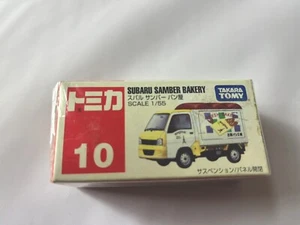 トミカ
10
SUBARU SAMBER BAKERY
スバル サンバー パン屋
SCALE 1/55
TAKARA
TOMY
サスペンション/パネル開閉